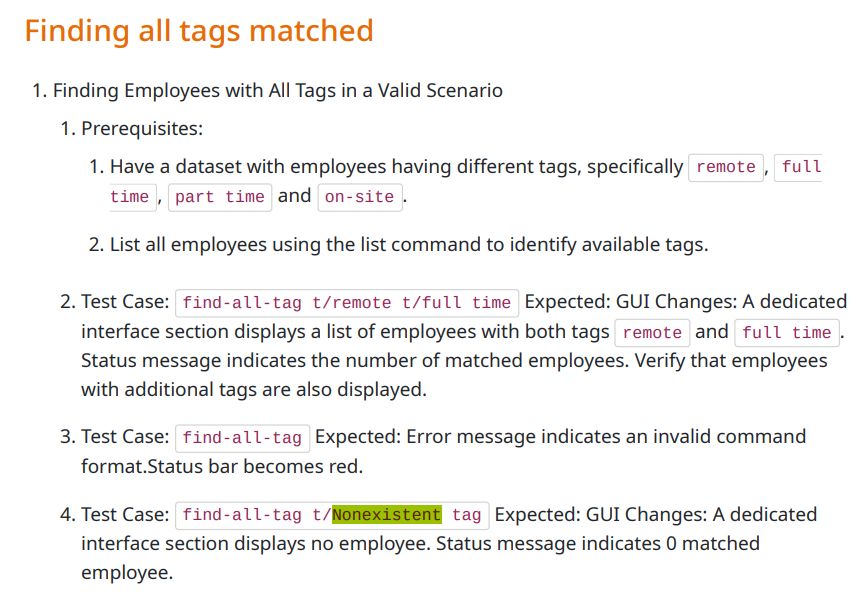 Finding all tags matched
1. Finding Employees with All Tags in a Valid Scenario
1. Prerequisites:
1. Have a dataset with employees having different tags, specifically remote, full
time, part time and on-site.
2. List all employees using the list command to identify available tags.
2. Test Case: find-all-tag t/remote t/full time Expected: GUI Changes: A dedicated
interface section displays a list of employees with both tags remote and full time.
Status message indicates the number of matched employees. Verify that employees
with additional tags are also displayed.
3. Test Case: find-all-tag Expected: Error message indicates an invalid command
format.Status bar becomes red.
4. Test Case: find-all-tag t/Nonexistent tag Expected: GUI Changes: A dedicated
interface section displays no employee. Status message indicates 0 matched
employee.